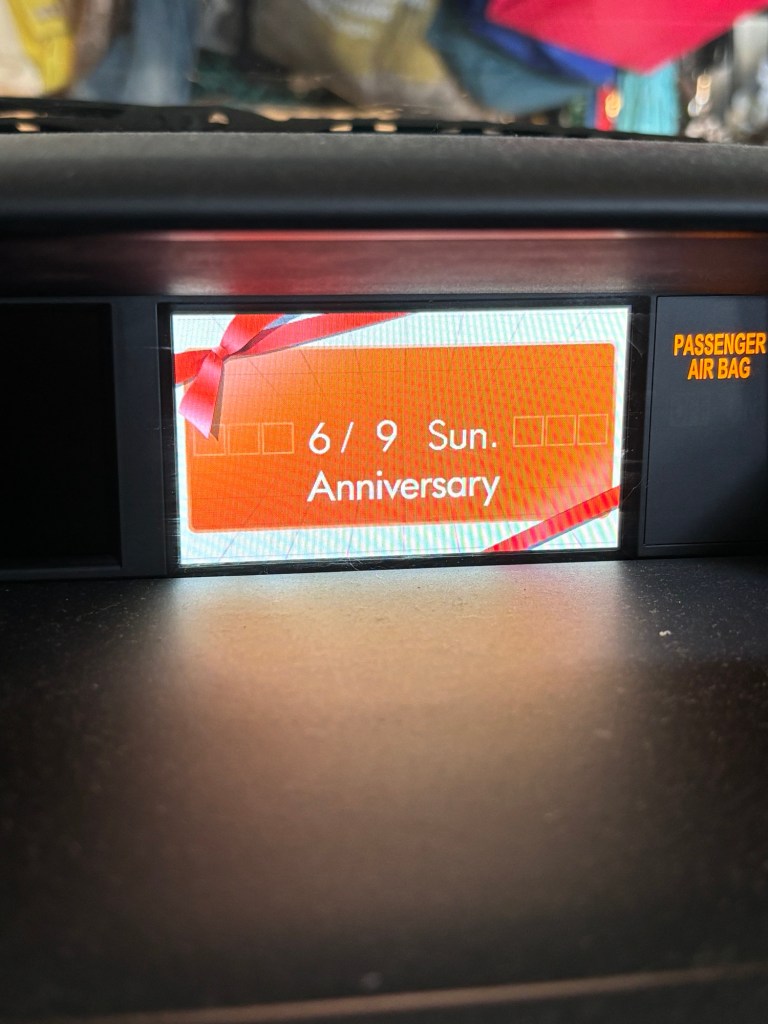 □□□ 6/ 9 Sun. □□□
Anniversary
PASSENGER
AIR BAG